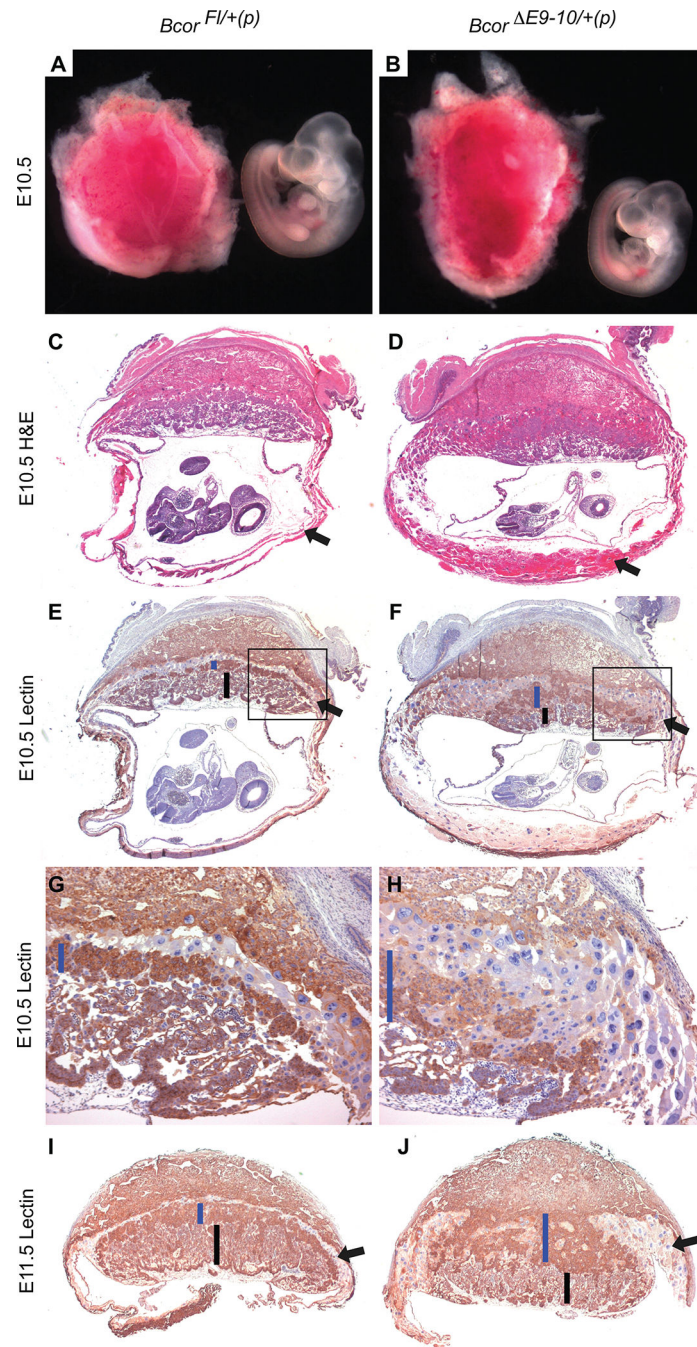 Bcor Fl/+(p)
Bcor ΔE9-10/+(p)
A
B
E10.5
C
D
E10.5 H&E
E
F
E10.5 Lectin
G
H
E10.5 Lectin
I
J
E11.5 Lectin